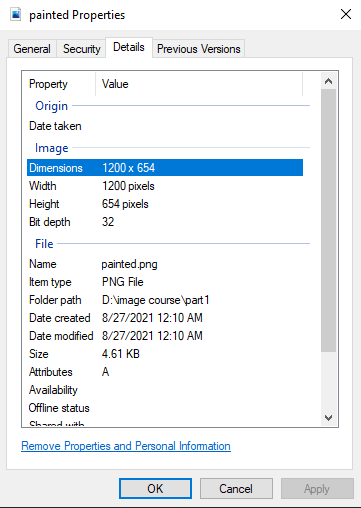 painted Properties
General Security Details Previous Versions
Property Value
Origin
Date taken
Image
Dimensions 1200 x 654
Width 1200 pixels
Height 654 pixels
Bit depth 32
File
Name painted.png
Item type PNG File
Folder path D:\image course\part1
Date created 8/27/2021 12:10 AM
Date modified 8/27/2021 12:10 AM
Size 4.61 KB
Attributes A
Availability
Offline status
Shared with
Remove Properties and Personal Information
OK Cancel Apply